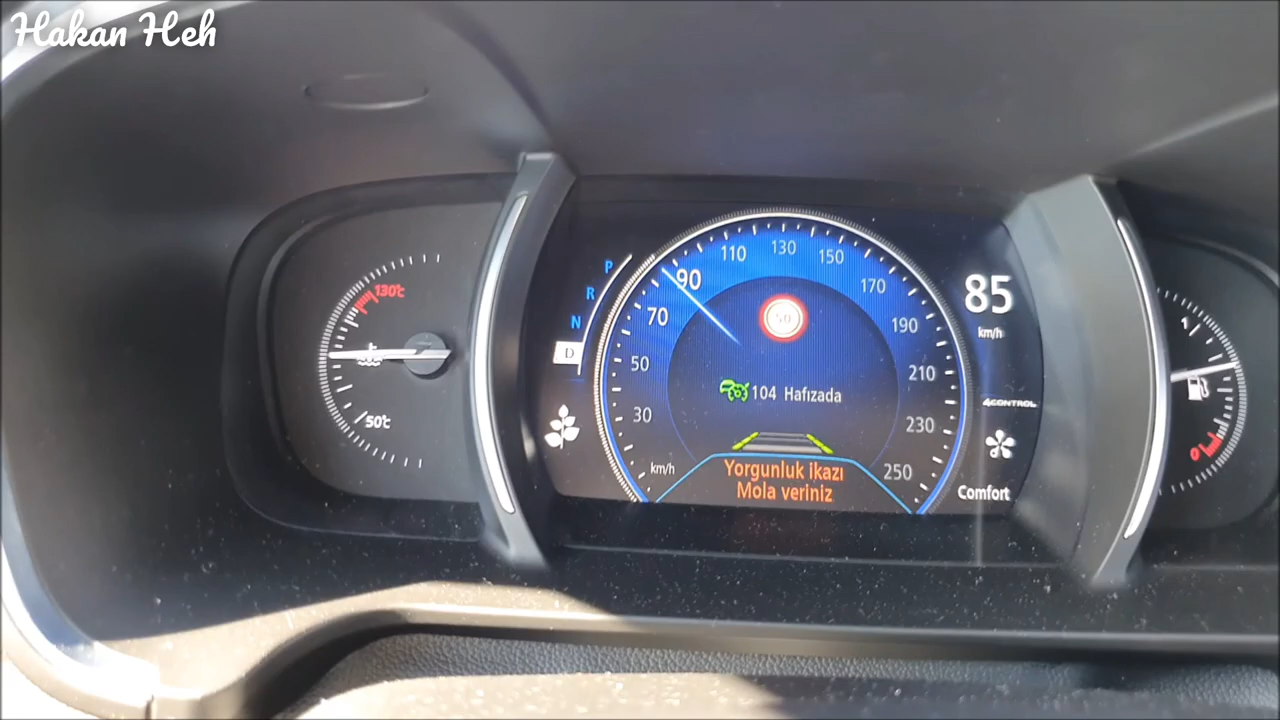 Hakan Heh
130°C
50°C
P
R
N
D
30
50
70
90
110
130
150
170
190
210
230
250
km/h
50
104 Hafızada
Yorgunluk ikazı
Mola veriniz
85
km/h
4CONTROL
Comfort
1
0